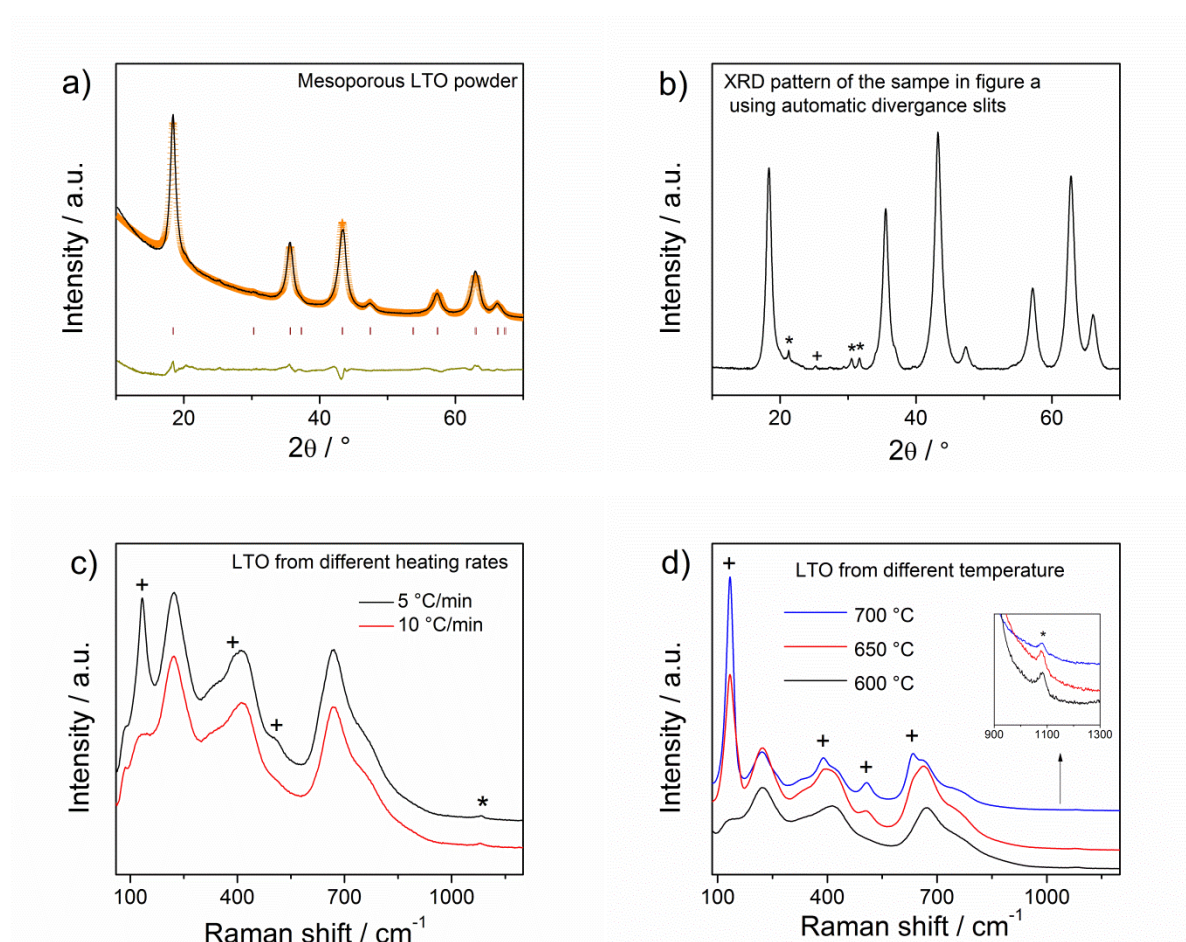 a)
Mesoporous LTO powder
Intensity / a.u.
20
40
60
2θ / °
b)
XRD pattern of the sampe in figure a
using automatic divergance slits
Intensity / a.u.
*
+
**
20
40
60
2θ / °
c)
LTO from different heating rates
5 °C/min
10 °C/min
+
+
+
*
Intensity / a.u.
100
400
700
1000
Raman shift / cm⁻¹
d)
LTO from different temperature
700 °C
650 °C
600 °C
+
+
+
+
*
900
1100
1300
Intensity / a.u.
100
400
700
1000
Raman shift / cm⁻¹